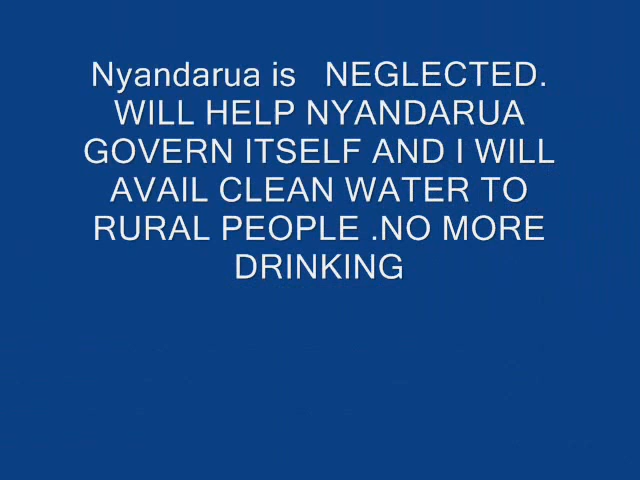 Nyandarua is   NEGLECTED.
WILL HELP NYANDARUA
GOVERN ITSELF AND I WILL
AVAIL CLEAN WATER TO
RURAL PEOPLE .NO MORE
DRINKING